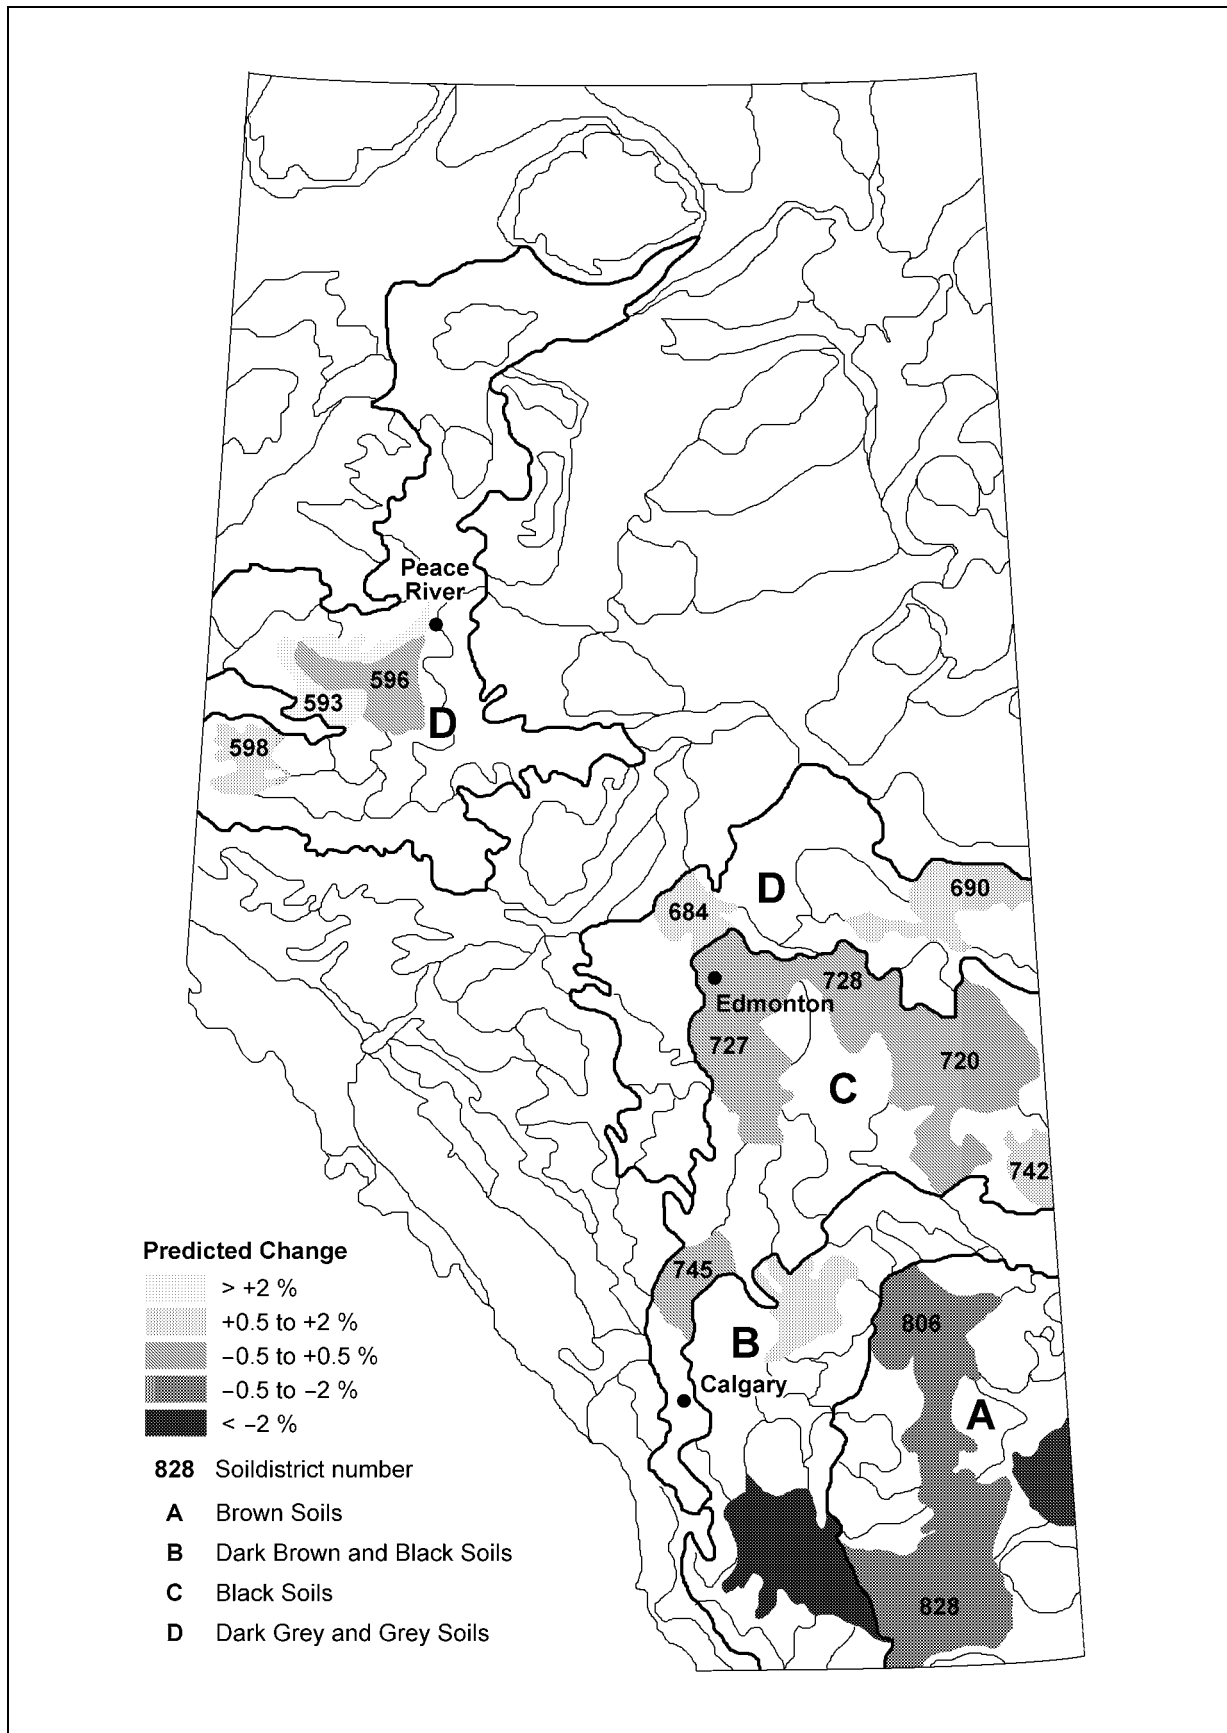 Peace
River
596
593
D
598
D
690
684
728
Edmonton
727
720
C
742
745
806
B
Calgary
A
828
Predicted Change
> +2 %
+0.5 to +2 %
−0.5 to +0.5 %
−0.5 to −2 %
< −2 %
828 Soildistrict number
A Brown Soils
B Dark Brown and Black Soils
C Black Soils
D Dark Grey and Grey Soils